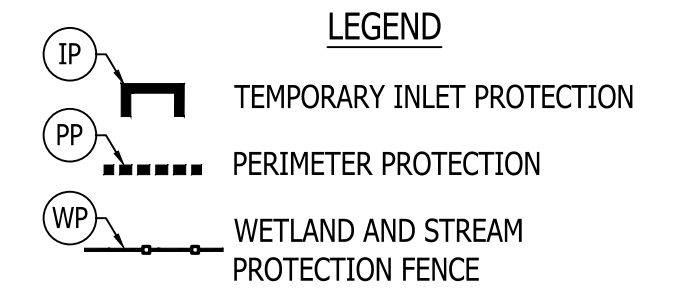 LEGEND
IP
TEMPORARY INLET PROTECTION
PP
PERIMETER PROTECTION
WP
WETLAND AND STREAM
PROTECTION FENCE